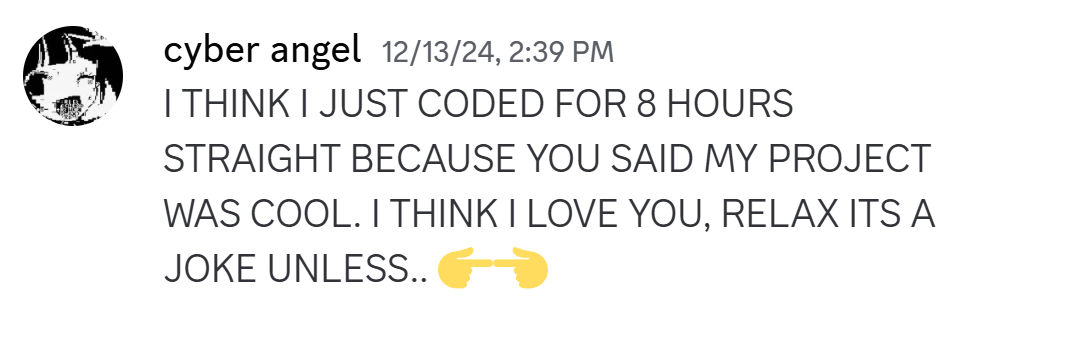 cyber angel 12/13/24, 2:39 PM
I THINK I JUST CODED FOR 8 HOURS
STRAIGHT BECAUSE YOU SAID MY PROJECT
WAS COOL. I THINK I LOVE YOU, RELAX ITS A
JOKE UNLESS.. 👉👈